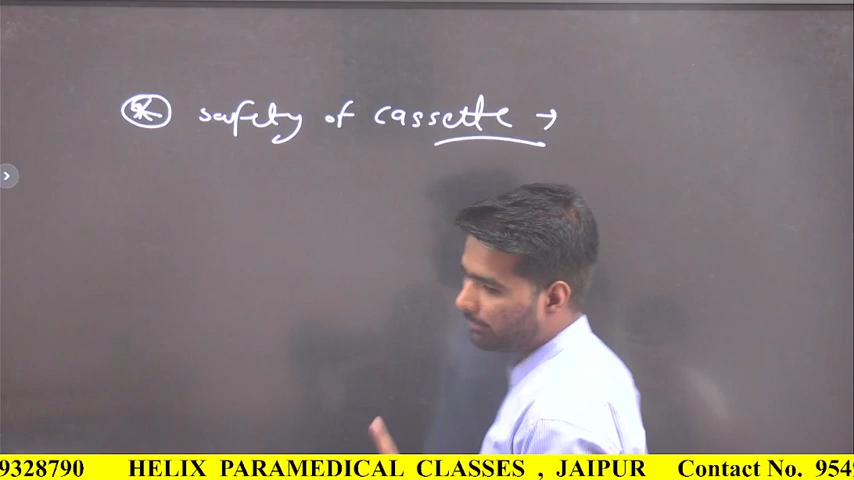 safety of cassette →
9328790 HELIX PARAMEDICAL CLASSES , JAIPUR Contact No. 954